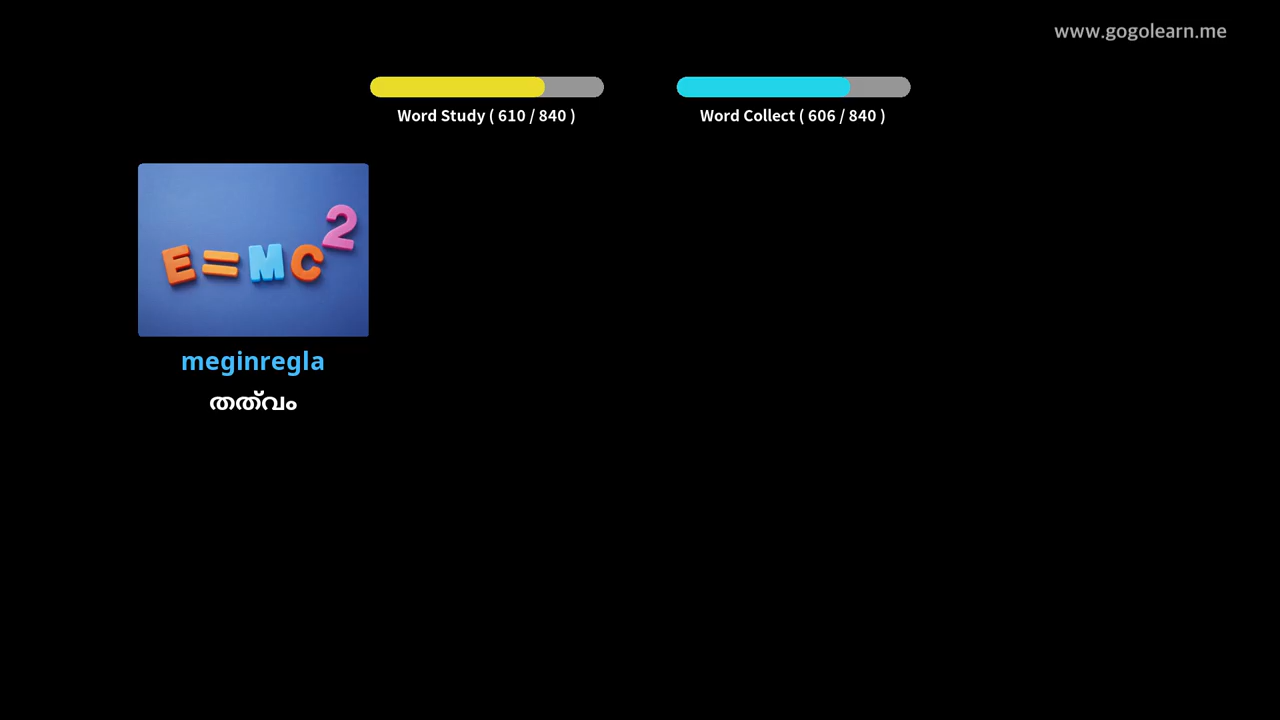 www.gogolearn.me
Word Study ( 610 / 840 )
Word Collect ( 606 / 840 )
E=MC2
meginregla
തത്വം